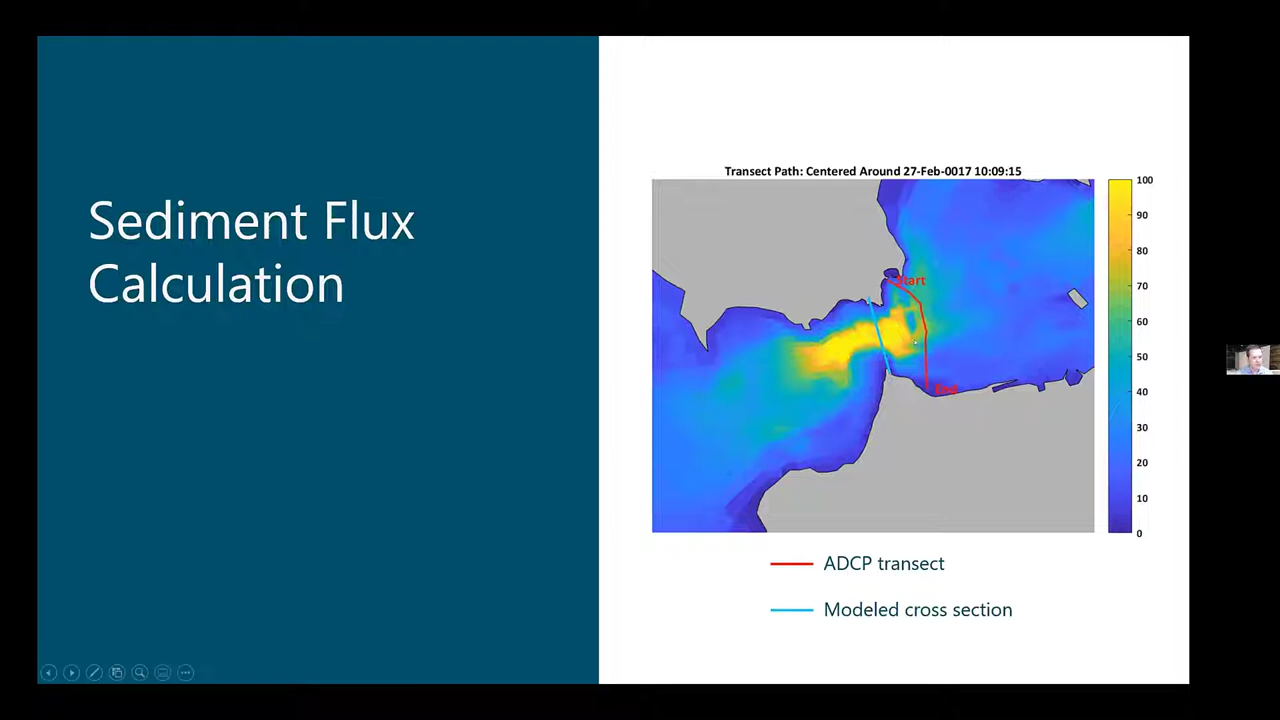 Sediment Flux
Calculation
Transect Path: Centered Around 27-Feb-0017 10:09:15
Start
End
100
90
80
70
60
50
40
30
20
10
0
ADCP transect
Modeled cross section